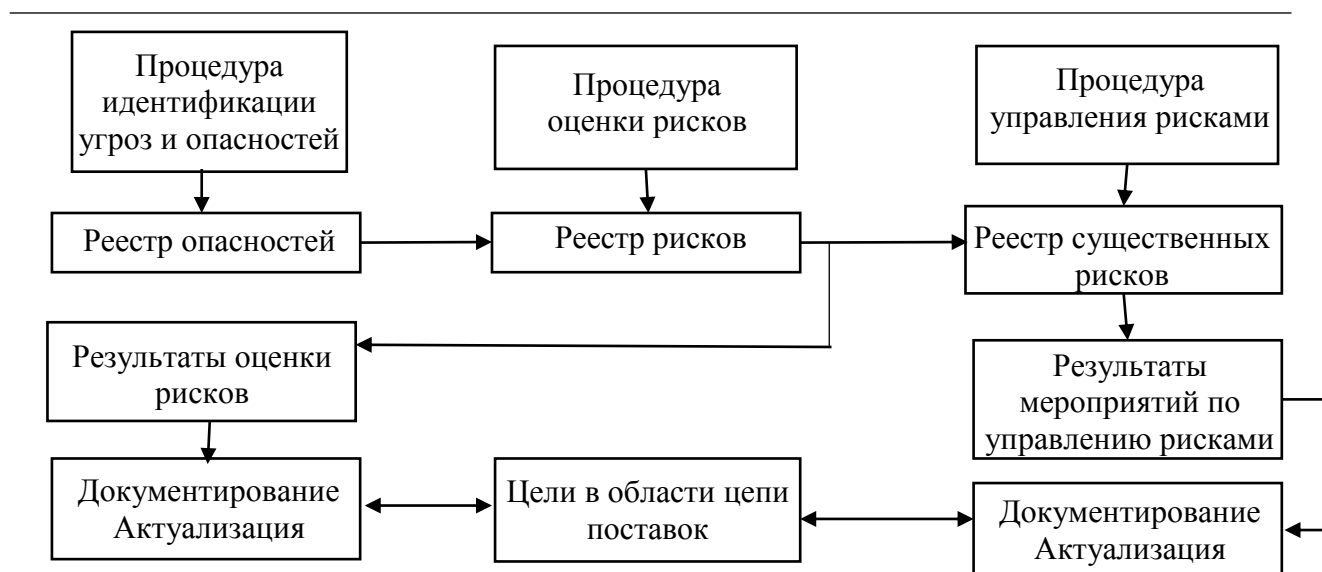 Процедура
идентификации
угроз и опасностей
Процедура
оценки рисков
Процедура
управления рисками
Реестр опасностей
Реестр рисков
Реестр существенных
рисков
Результаты оценки
рисков
Результаты
мероприятий по
управлению рисками
Документирование
Актуализация
Цели в области цепи
поставок
Документирование
Актуализация